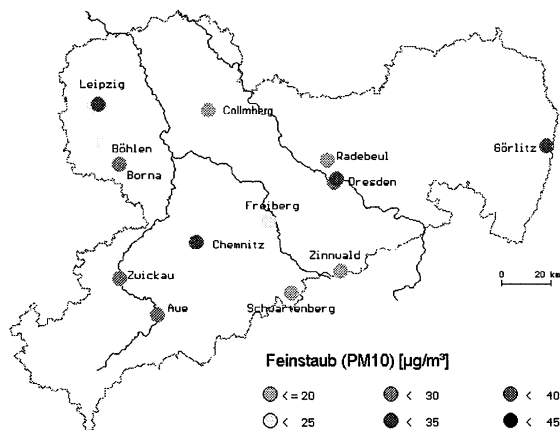 Leipzig
Collmberg
Böhlen
Borna
Radebeul
Dresden
Görlitz
Freiberg
Chemnitz
Zinnwald
Zwickau
Aue
Schwartenberg
0 20 km
Feinstaub (PM10) [µg/m³]
<= 20 < 30 < 40
< 25 < 35 < 45